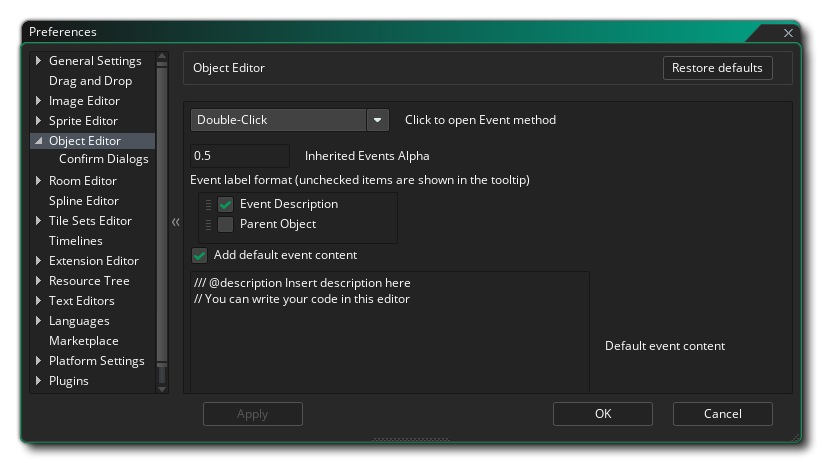 Preferences
General Settings
Drag and Drop
Image Editor
Sprite Editor
Object Editor
Confirm Dialogs
Room Editor
Spline Editor
Tile Sets Editor
Timelines
Extension Editor
Resource Tree
Text Editors
Languages
Marketplace
Platform Settings
Plugins
Object Editor
Restore defaults
Double-Click
Click to open Event method
0.5
Inherited Events Alpha
Event label format (unchecked items are shown in the tooltip)
Event Description
Parent Object
Add default event content
/// @description Insert description here
// You can write your code in this editor
Default event content
Apply
OK
Cancel